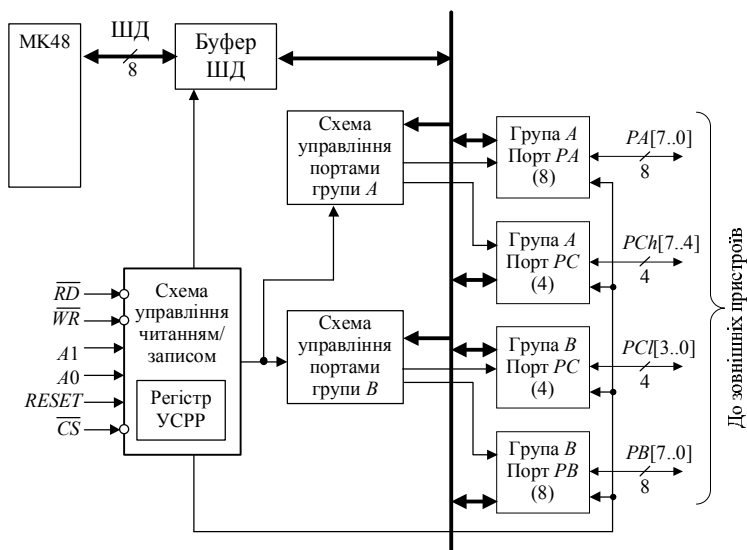 МК48
ШД
8
Буфер
ШД
Схема
управління
портами
групи A
Група A
Порт PA
(8)
PA[7..0]
8
Група A
Порт PC
(4)
PCh[7..4]
4
RD
WR
A1
A0
RESET
CS
Схема
управління
читанням/
записом
Регістр
УСРР
Схема
управління
портами
групи B
Група B
Порт PC
(4)
PCl[3..0]
4
Група B
Порт PB
(8)
PB[7..0]
8
До зовнішніх пристроїв